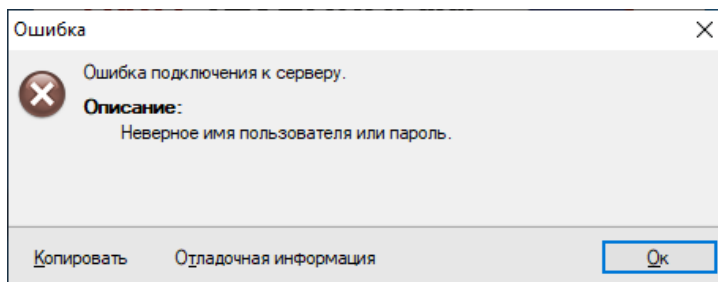 Ошибка
Ошибка подключения к серверу.
Описание:
Неверное имя пользователя или пароль.
Копировать Отладочная информация Ок